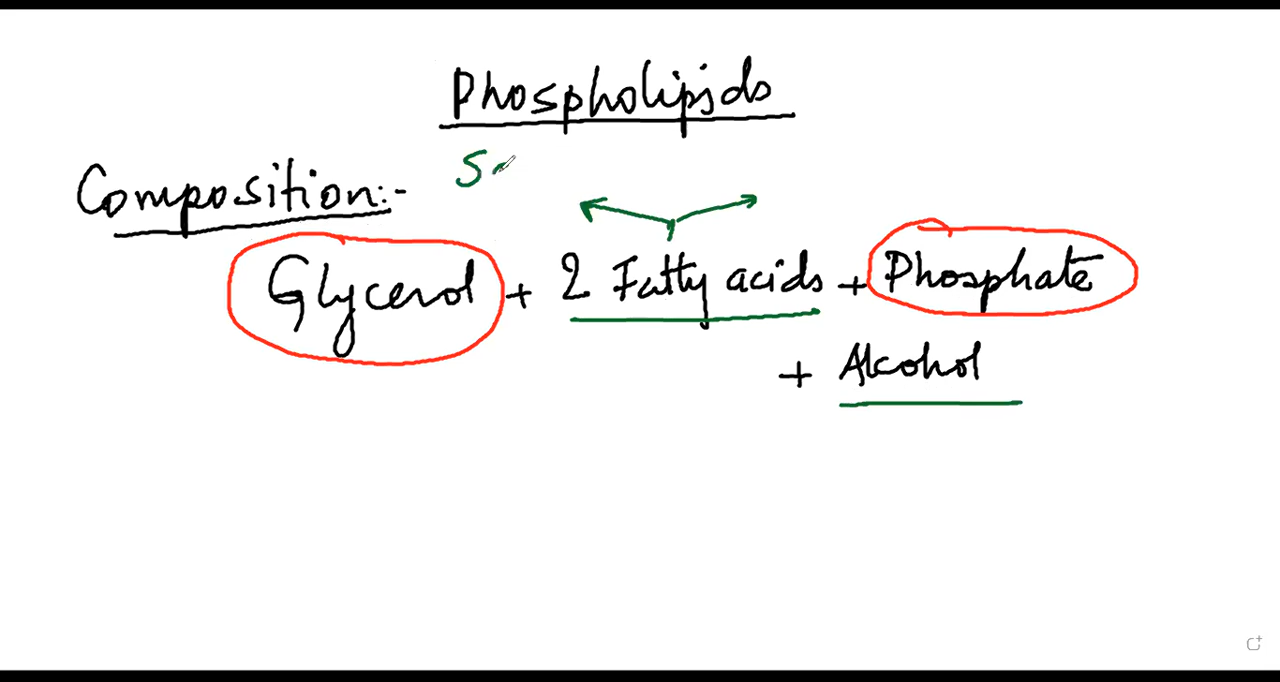 Phospholipids
Composition:-
Glycerol + 2 Fatty acids + Phosphate
+ Alcohol